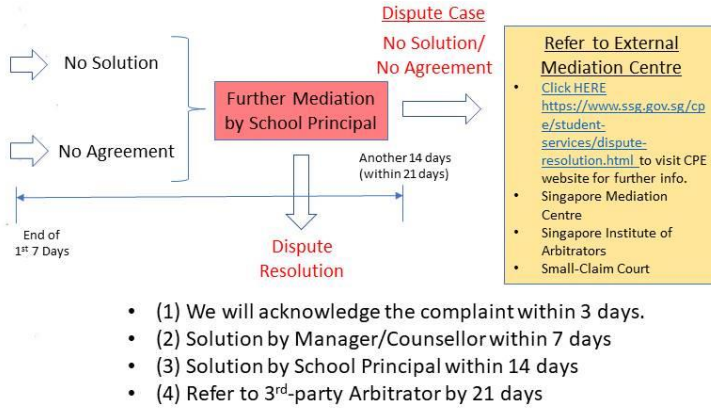 Dispute Case
No Solution/
No Agreement
No Solution
No Agreement
Further Mediation
by School Principal
Another 14 days
(within 21 days)
End of
1st 7 Days
Dispute
Resolution
Refer to External
Mediation Centre
• Click HERE
https://www.ssg.gov.sg/cp
e/student-
services/dispute-
resolution.html to visit CPE
website for further info.
• Singapore Mediation
Centre
• Singapore Institute of
Arbitrators
• Small-Claim Court
• (1) We will acknowledge the complaint within 3 days.
• (2) Solution by Manager/Counsellor within 7 days
• (3) Solution by School Principal within 14 days
• (4) Refer to 3rd-party Arbitrator by 21 days